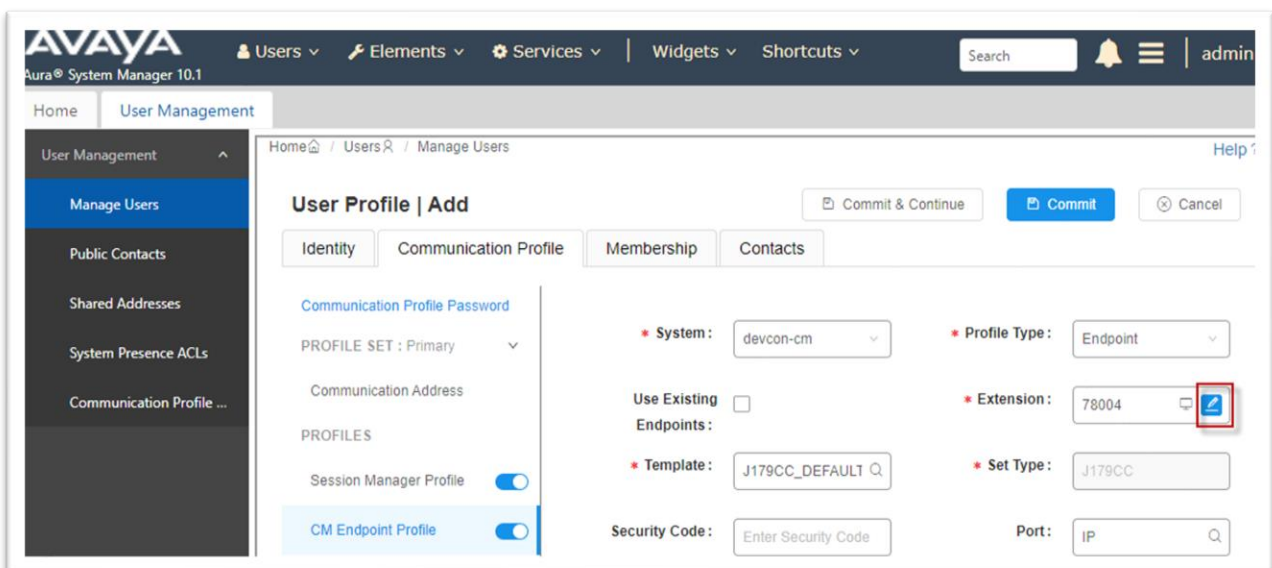 AVAYA
Aura® System Manager 10.1
Users Elements Services | Widgets Shortcuts Search admin
Home User Management
User Management
Home / Users / Manage Users
Help ?
Manage Users
User Profile | Add
Commit & Continue Commit Cancel
Public Contacts
Identity Communication Profile Membership Contacts
Shared Addresses
Communication Profile Password
* System : devcon-cm * Profile Type : Endpoint
PROFILE SET : Primary
System Presence ACLs
Communication Address
Communication Profile ...
Use Existing
Endpoints :
* Extension : 78004
PROFILES
* Template : J179CC_DEFAULT * Set Type : J179CC
Session Manager Profile
CM Endpoint Profile
Security Code : Enter Security Code Port : IP